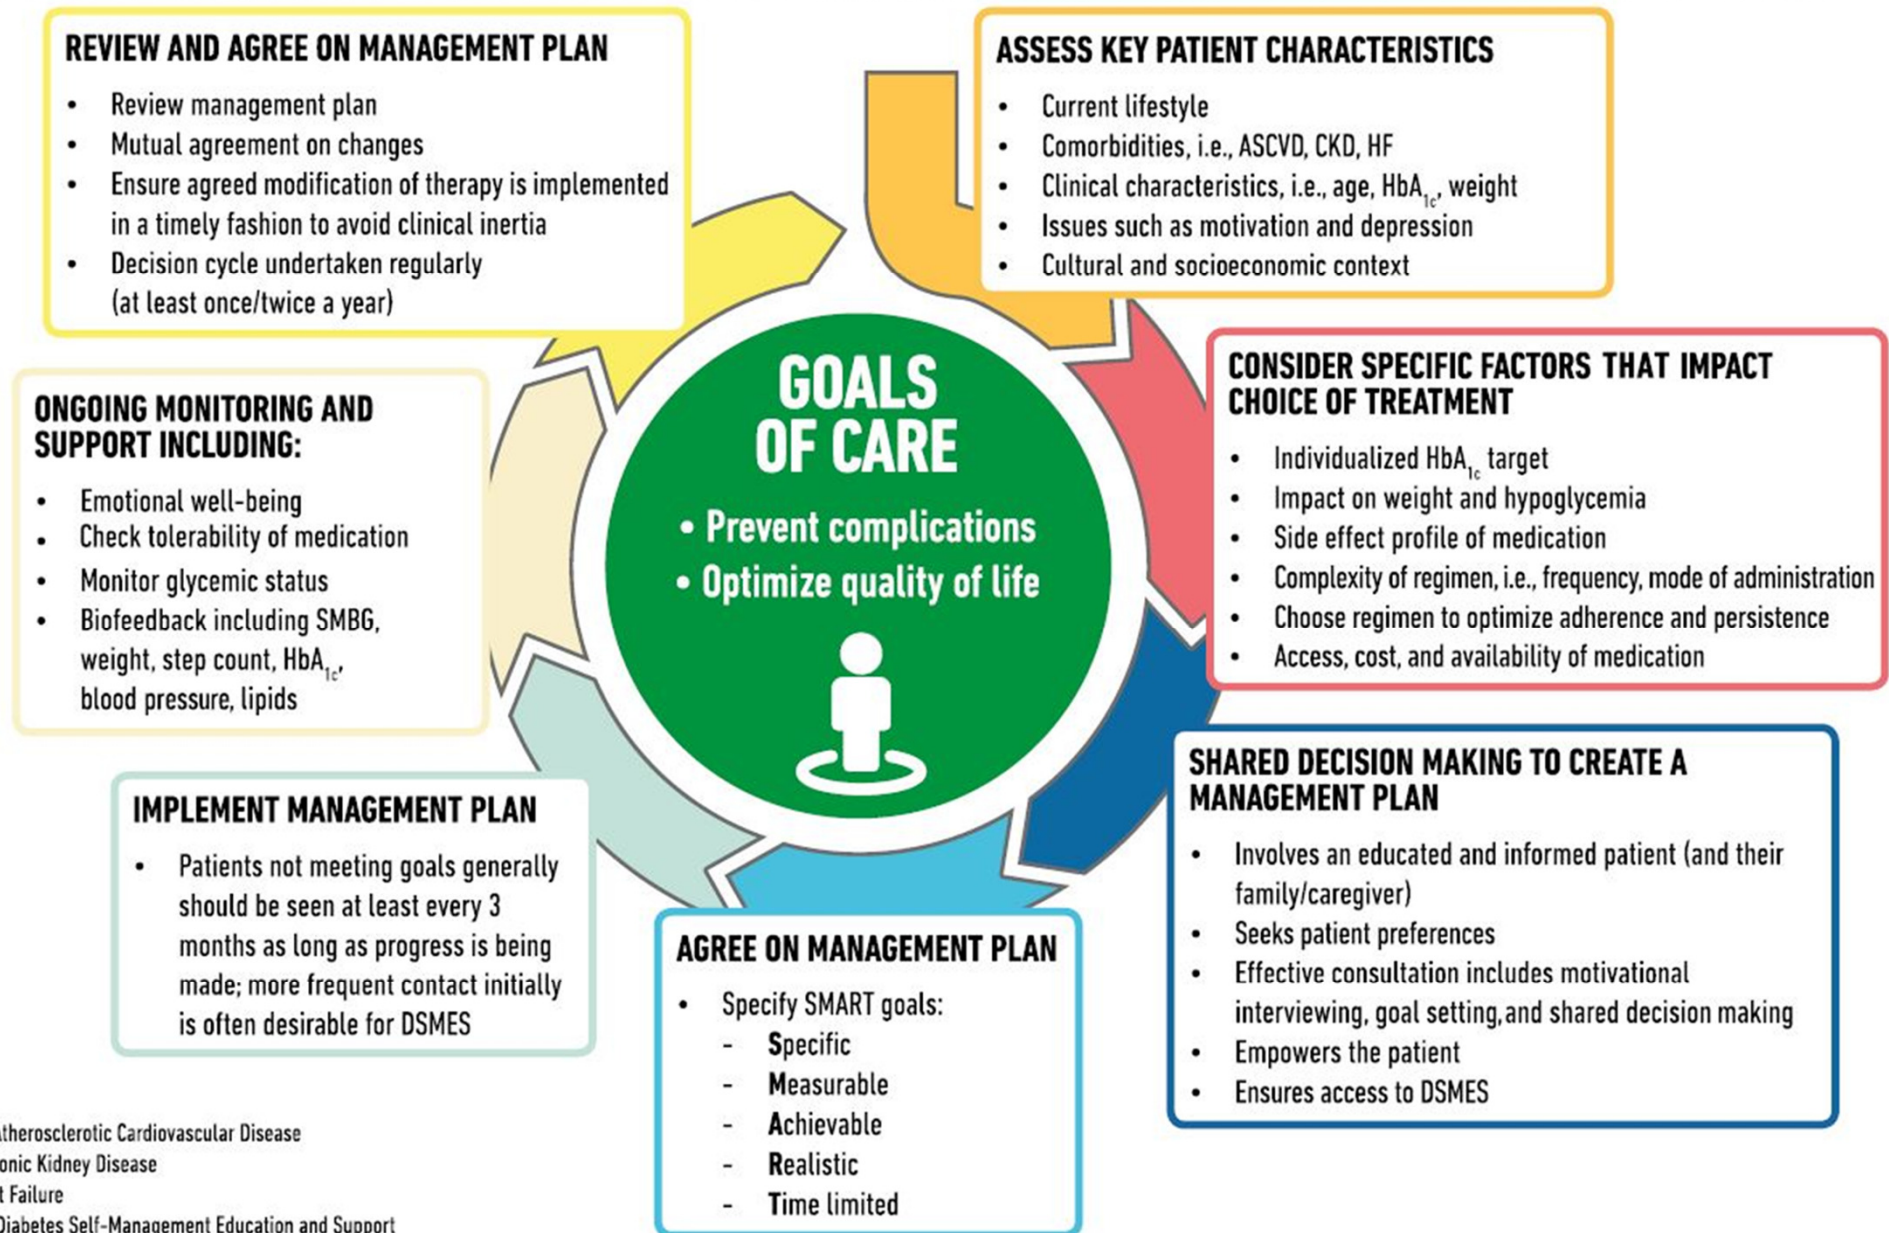 REVIEW AND AGREE ON MANAGEMENT PLAN
• Review management plan
• Mutual agreement on changes
• Ensure agreed modification of therapy is implemented
in a timely fashion to avoid clinical inertia
• Decision cycle undertaken regularly
(at least once/twice a year)
ASSESS KEY PATIENT CHARACTERISTICS
• Current lifestyle
• Comorbidities, i.e., ASCVD, CKD, HF
• Clinical characteristics, i.e., age, HbA1c, weight
• Issues such as motivation and depression
• Cultural and socioeconomic context
CONSIDER SPECIFIC FACTORS THAT IMPACT
CHOICE OF TREATMENT
• Individualized HbA1c target
• Impact on weight and hypoglycemia
• Side effect profile of medication
• Complexity of regimen, i.e., frequency, mode of administration
• Choose regimen to optimize adherence and persistence
• Access, cost, and availability of medication
SHARED DECISION MAKING TO CREATE A
MANAGEMENT PLAN
• Involves an educated and informed patient (and their
family/caregiver)
• Seeks patient preferences
• Effective consultation includes motivational
interviewing, goal setting,and shared decision making
• Empowers the patient
• Ensures access to DSMES
AGREE ON MANAGEMENT PLAN
• Specify SMART goals:
- Specific
- Measurable
- Achievable
- Realistic
- Time limited
IMPLEMENT MANAGEMENT PLAN
• Patients not meeting goals generally
should be seen at least every 3
months as long as progress is being
made; more frequent contact initially
is often desirable for DSMES
ONGOING MONITORING AND
SUPPORT INCLUDING:
• Emotional well-being
• Check tolerability of medication
• Monitor glycemic status
• Biofeedback including SMBG,
weight, step count, HbA1c,
blood pressure, lipids
GOALS
OF CARE
• Prevent complications
• Optimize quality of life
Cardiovascular Disease
Kidney Disease
Failure
Diabetes Self-Management Education and Support